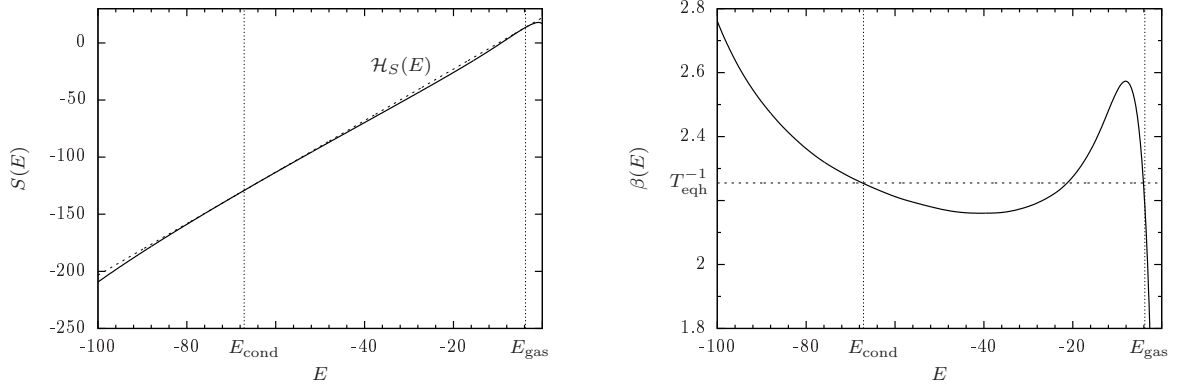 S(E)
0
-50
-100
-150
-200
-250
-100
-80
E_cond
-40
-20
E_gas
E
ℋ_S(E)
β(E)
2.8
2.6
2.4
T_eqh^-1
2
1.8
-100
-80
E_cond
-40
-20
E_gas
E